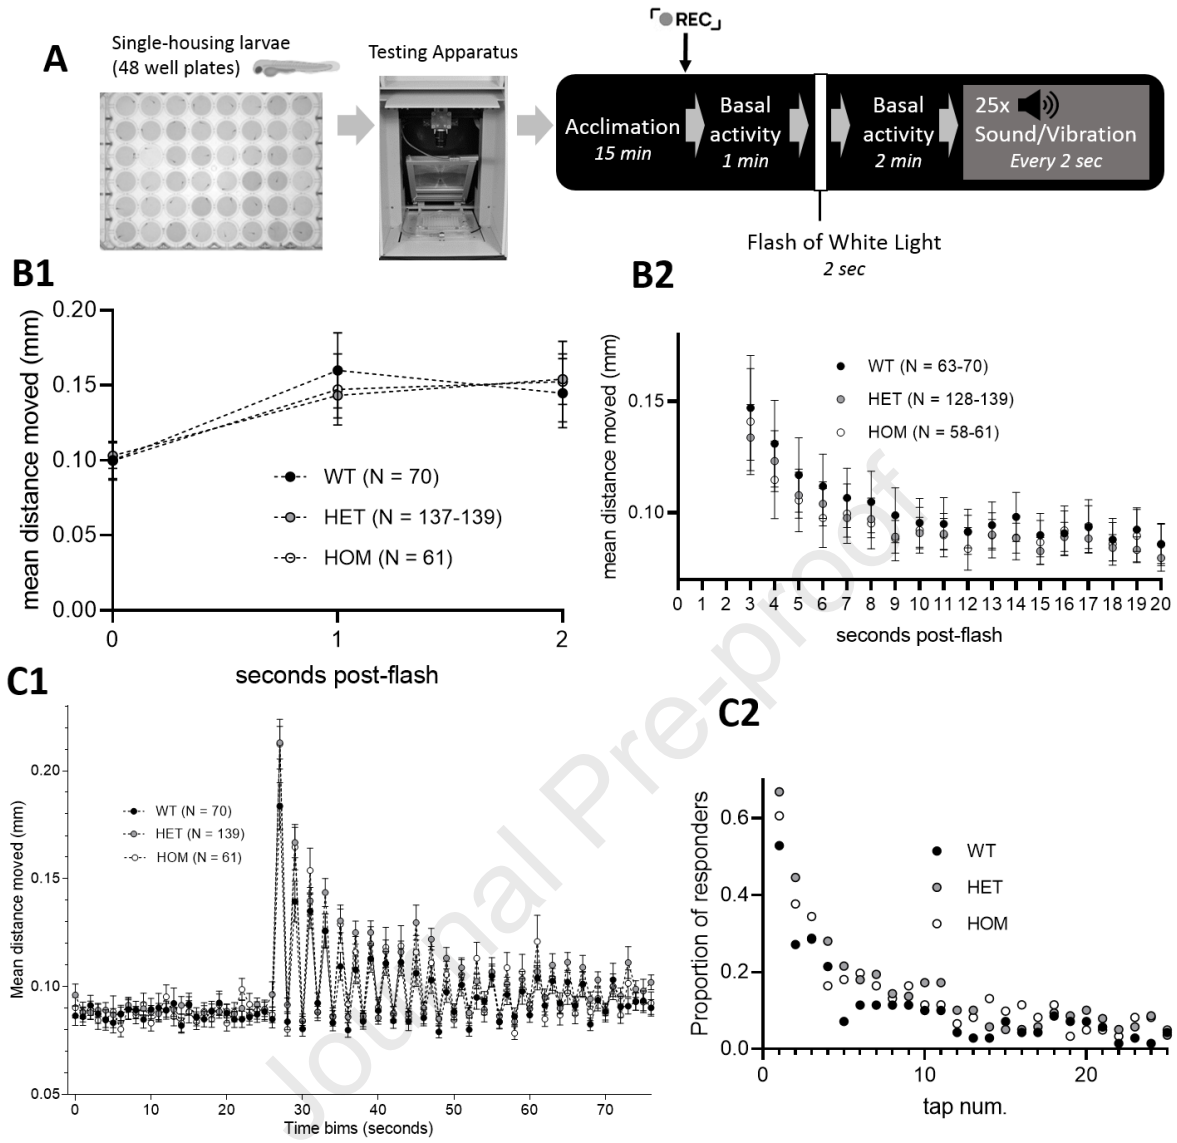 A
Single-housing larvae
(48 well plates)
Testing Apparatus
REC
Acclimation
15 min
Basal
activity
1 min
Basal
activity
2 min
25x
Sound/Vibration
Every 2 sec
Flash of White Light
2 sec
B1
mean distance moved (mm)
0.20
0.15
0.10
0.05
0.00
WT (N = 70)
HET (N = 137-139)
HOM (N = 61)
0 1 2
seconds post-flash
B2
mean distance moved (mm)
0.15
0.10
WT (N = 63-70)
HET (N = 128-139)
HOM (N = 58-61)
0 1 2 3 4 5 6 7 8 9 10 11 12 13 14 15 16 17 18 19 20
seconds post-flash
C1
Mean distance moved (mm)
0.20
0.15
0.10
0.05
WT (N = 70)
HET (N = 139)
HOM (N = 61)
0 10 20 30 40 50 60 70
Time bims (seconds)
C2
Proportion of responders
0.6
0.4
0.2
0.0
WT
HET
HOM
0 10 20
tap num.
Journal Pre-proof